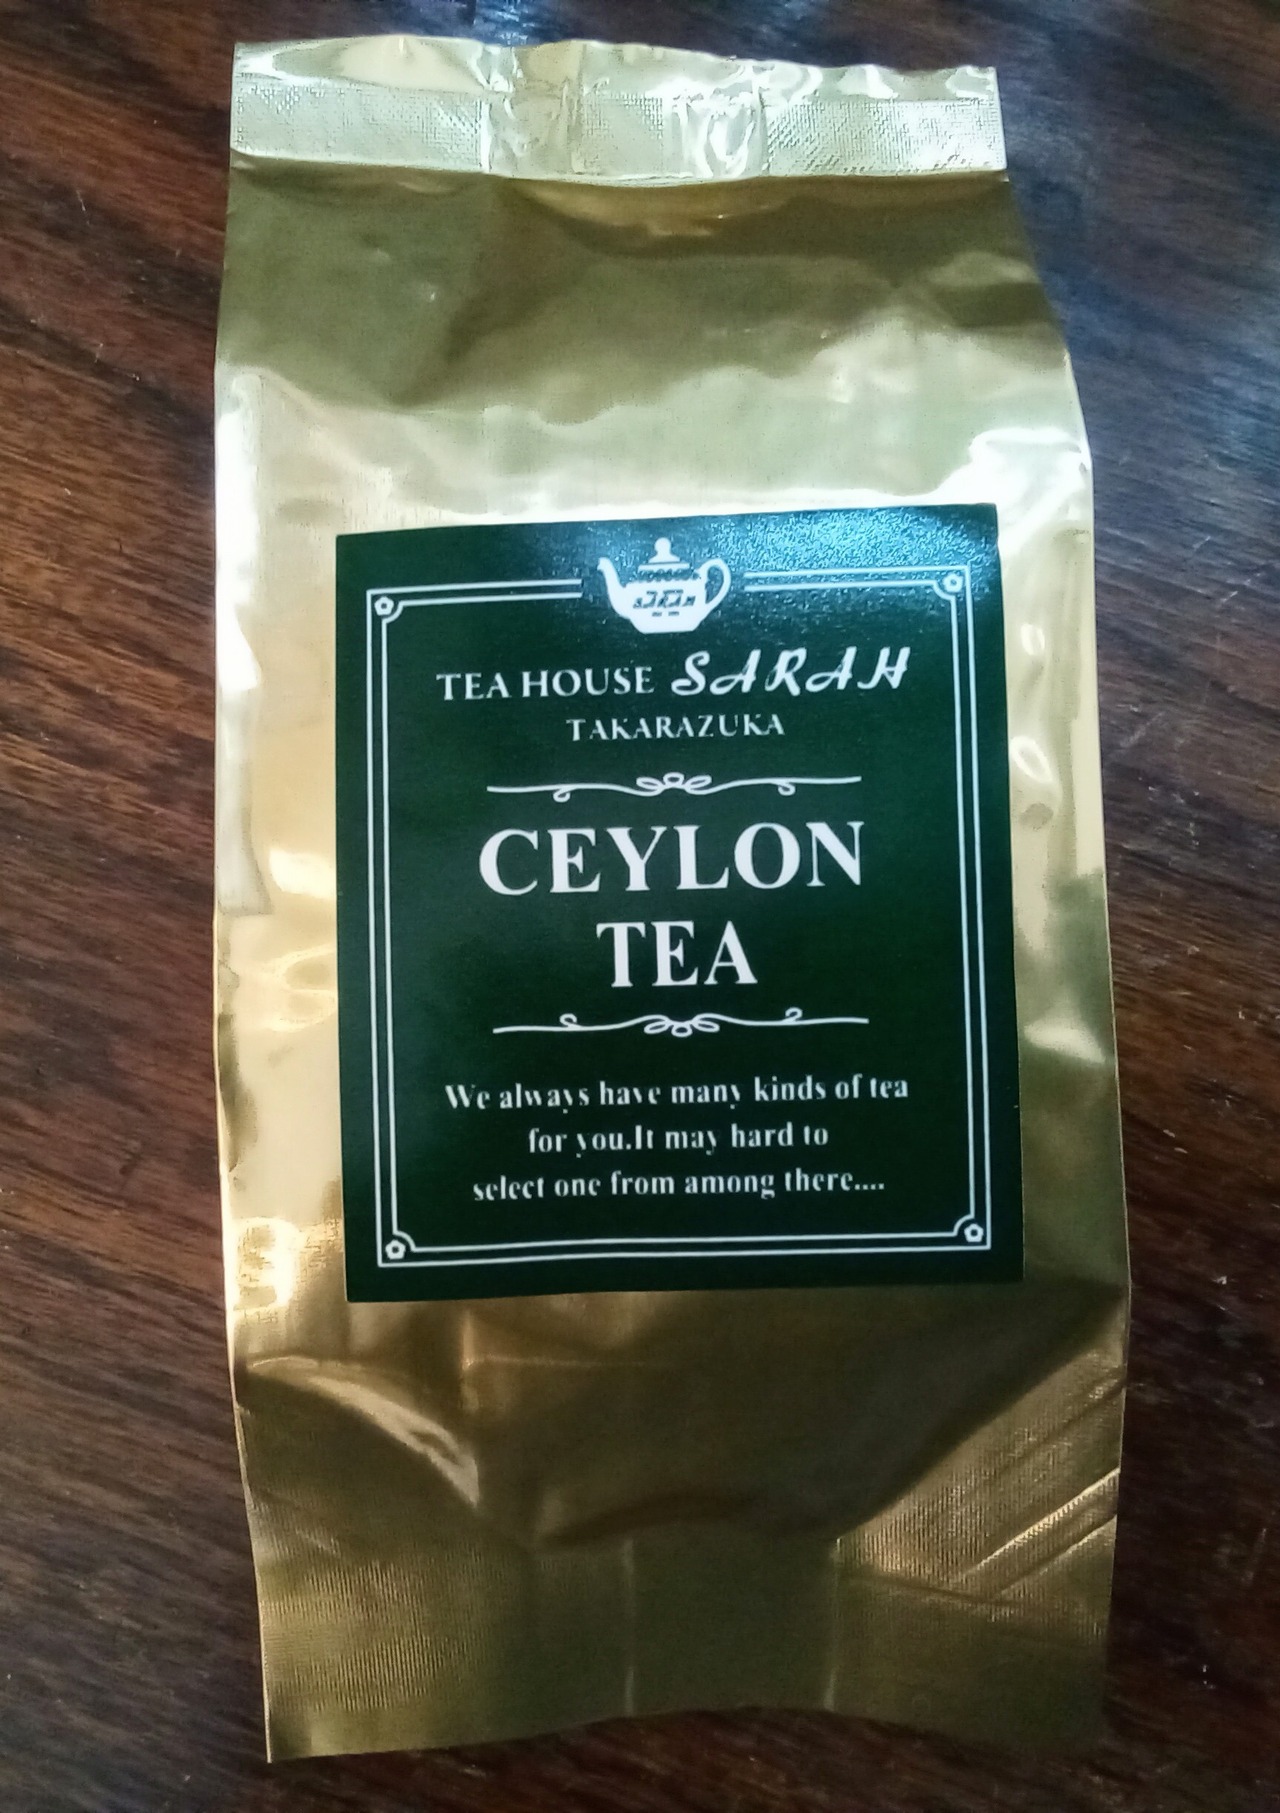 TEA HOUSE SARAH
TAKARAZUKA
CEYLON
TEA
We always have many kinds of tea
for you.It may hard to
select one from among there....